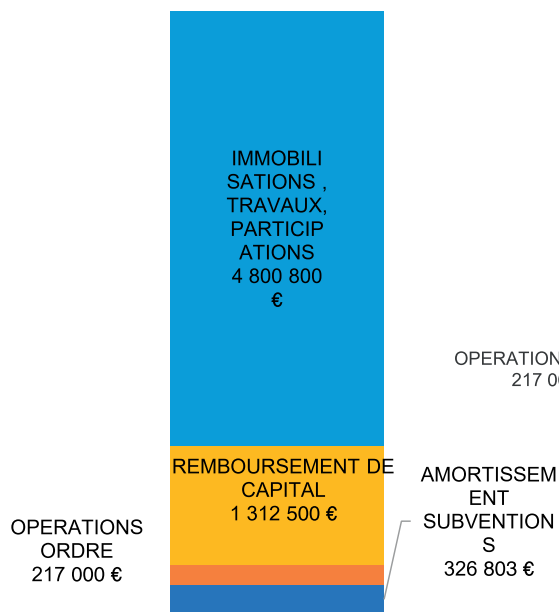 IMMOBILI
SATIONS ,
TRAVAUX,
PARTICIP
ATIONS
4 800 800
€
OPERATION
217 0
REMBOURSEMENT DE
CAPITAL
1 312 500 €
AMORTISSEM
ENT
SUBVENTION
S
326 803 €
OPERATIONS
ORDRE
217 000 €